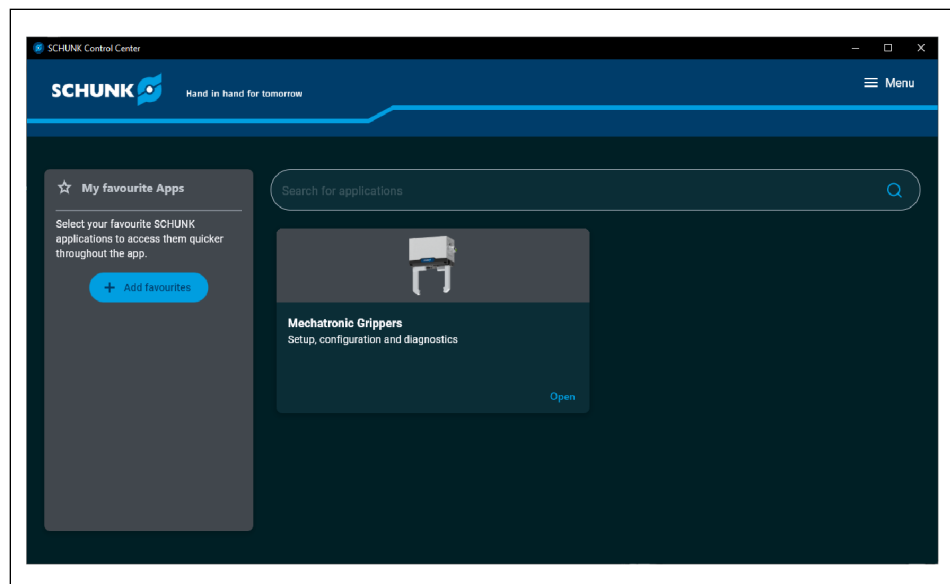 SCHUNK Control Center
SCHUNK
Hand in hand for tomorrow
Menu
My favourite Apps
Select your favourite SCHUNK
applications to access them quicker
throughout the app.
+ Add favourites
Search for applications
Mechatronic Grippers
Setup, configuration and diagnostics
Open